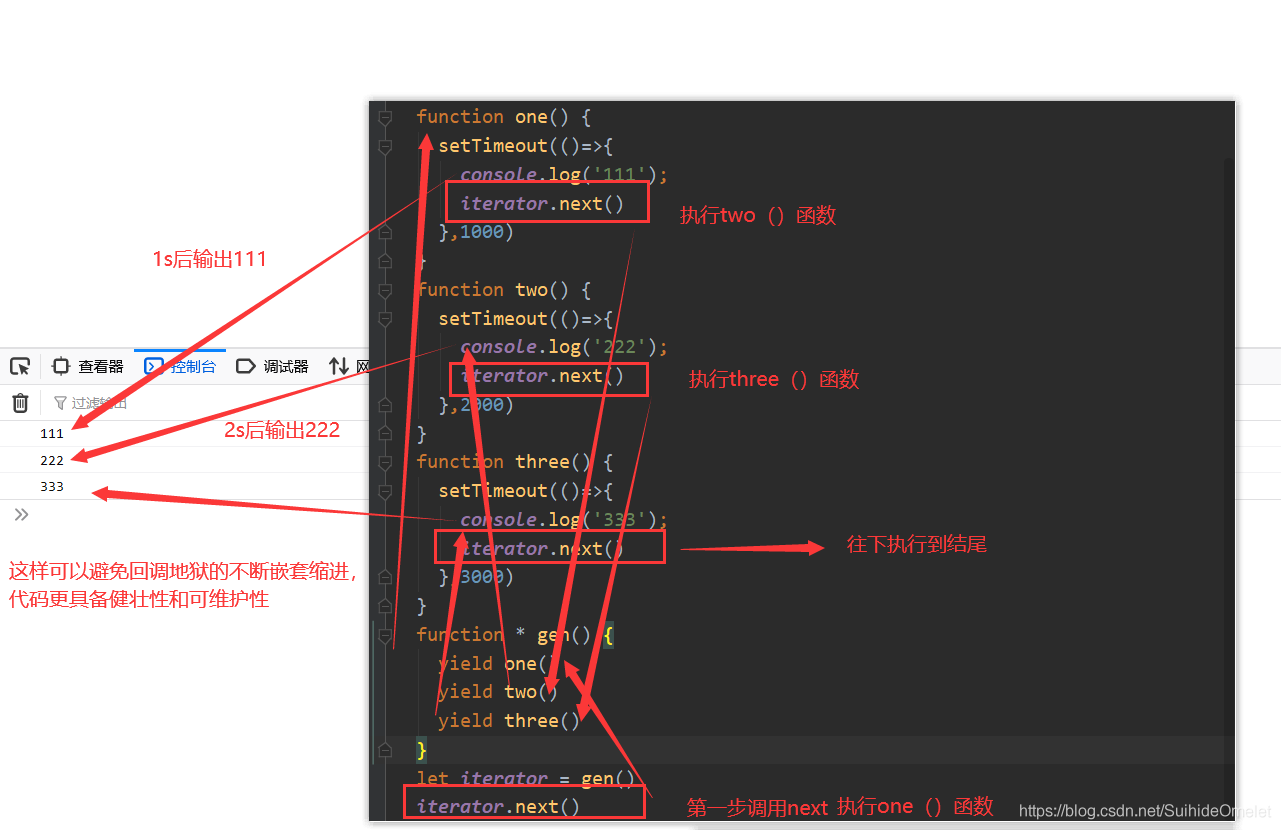 function one() {
setTimeout(()=>{
console.log('111');
iterator.next()
执行two（）函数
},1000)
}
1s后输出111
function two() {
setTimeout(()=>{
console.log('222');
iterator.next()
执行three（）函数
},2000)
}
查看器 控制台 调试器 网
过滤输出
2s后输出222
111
222
333
function three() {
setTimeout(()=>{
console.log('333');
iterator.next()
往下执行到结尾
},3000)
}
这样可以避免回调地狱的不断嵌套缩进，
代码更具备健壮性和可维护性
function * gen() {
yield one()
yield two()
yield three()
}
let iterator = gen()
iterator.next()
第一步调用next 执行one（）函数
https://blog.csdn.net/SuihideOmelet